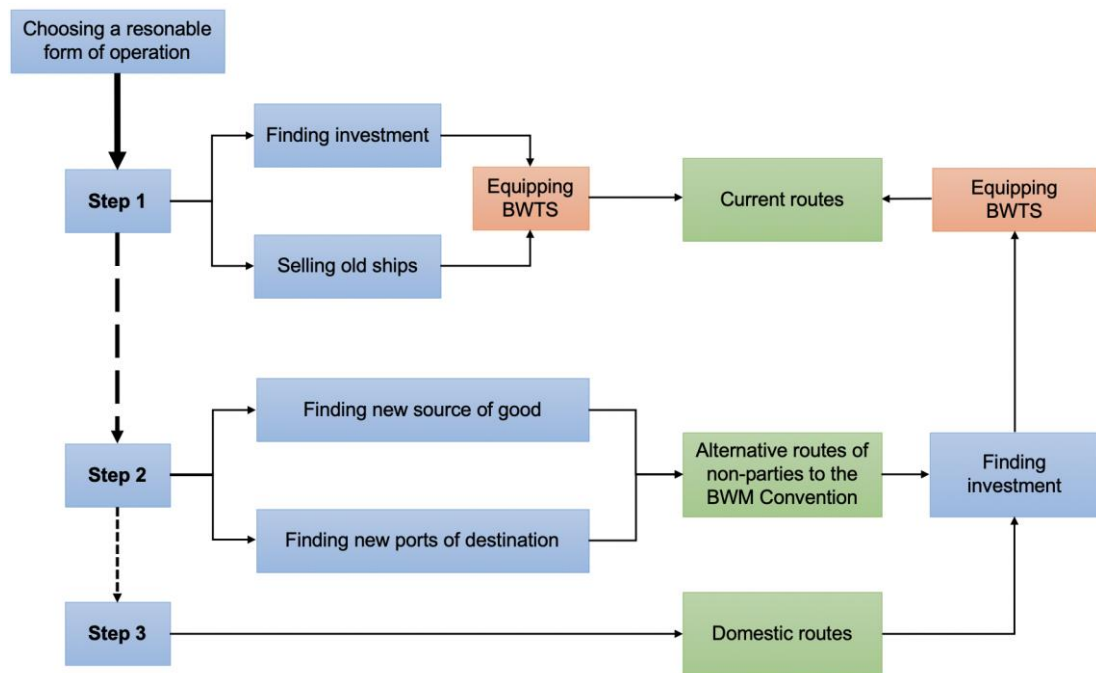 Choosing a resonable
form of operation
Step 1
Finding investment
Selling old ships
Equipping
BWTS
Current routes
Equipping
BWTS
Step 2
Finding new source of good
Finding new ports of destination
Alternative routes of
non-parties to the
BWM Convention
Finding
investment
Step 3
Domestic routes